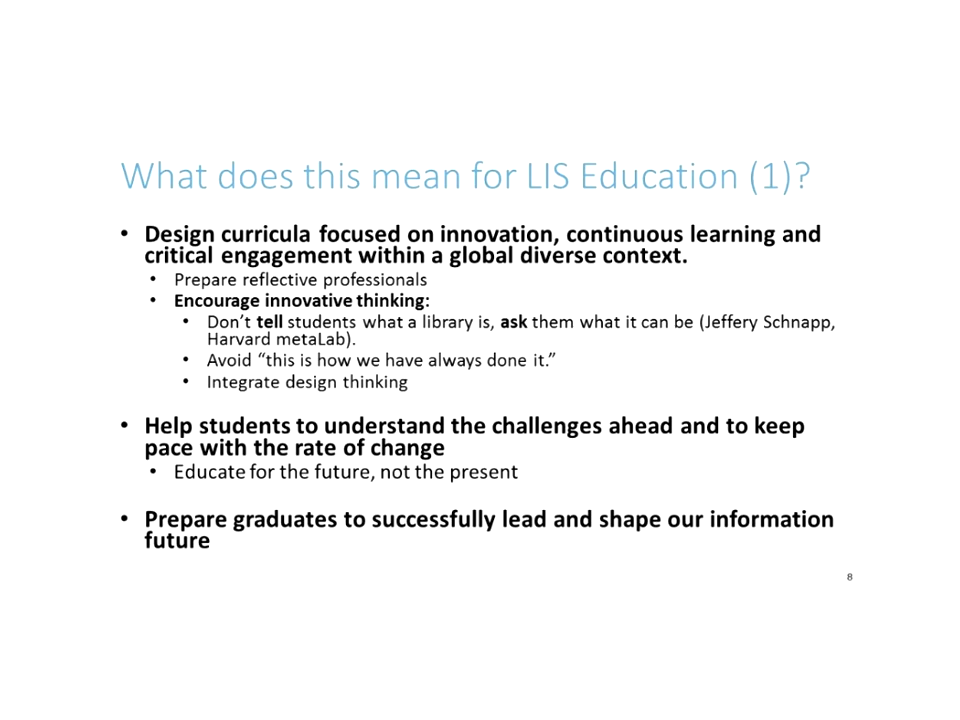 What does this mean for LIS Education (1)?
• Design curricula focused on innovation, continuous learning and
critical engagement within a global diverse context.
• Prepare reflective professionals
• Encourage innovative thinking:
• Don’t tell students what a library is, ask them what it can be (Jeffery Schnapp,
Harvard metaLab).
• Avoid “this is how we have always done it.”
• Integrate design thinking
• Help students to understand the challenges ahead and to keep
pace with the rate of change
• Educate for the future, not the present
• Prepare graduates to successfully lead and shape our information
future
8